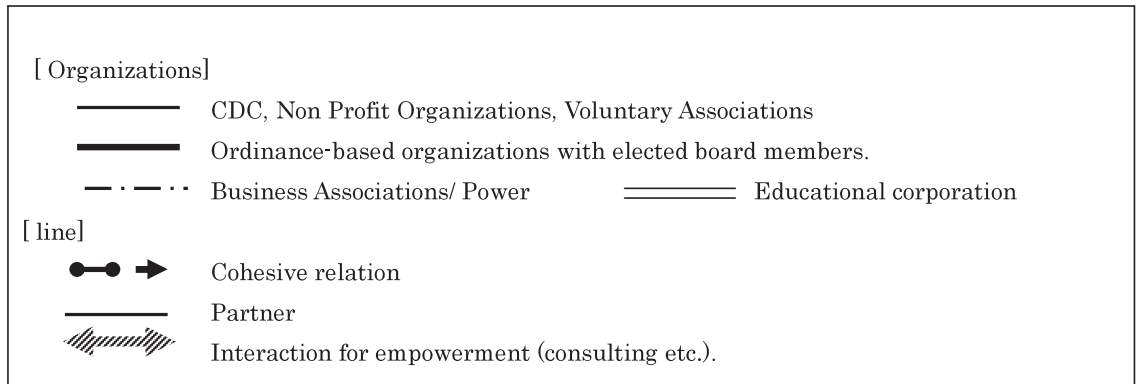 [ Organizations]
CDC, Non Profit Organizations, Voluntary Associations
Ordinance-based organizations with elected board members.
Business Associations/ Power Educational corporation
[ line]
Cohesive relation
Partner
Interaction for empowerment (consulting etc.).